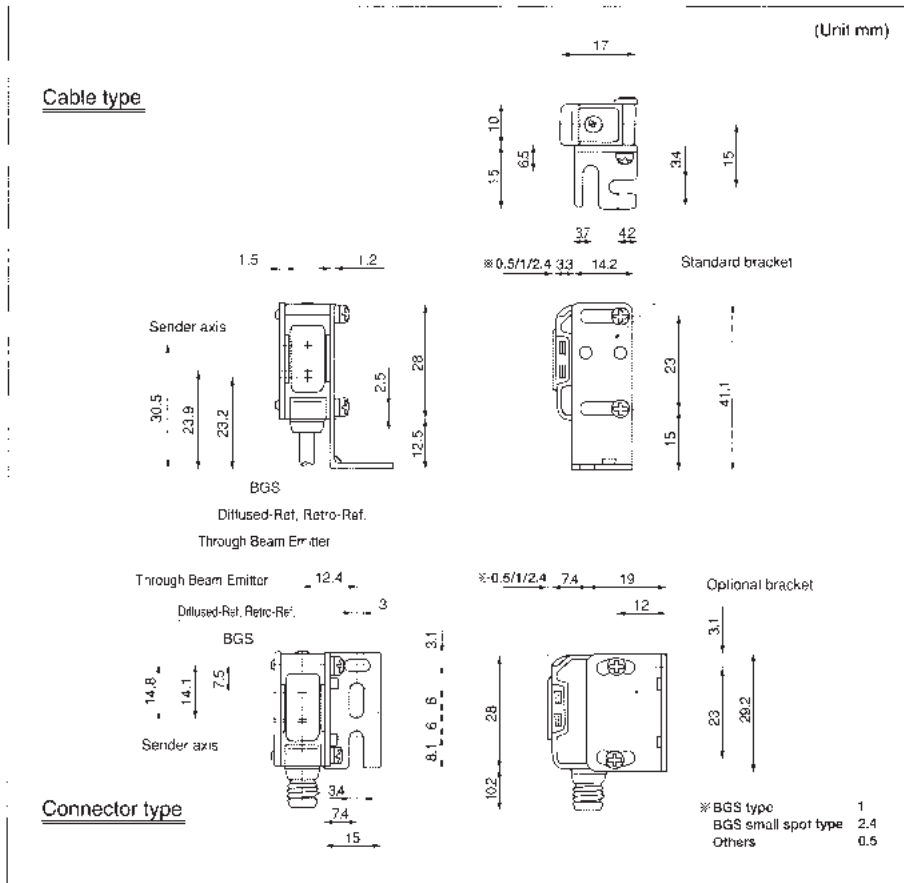 (Unit mm)
17
Cable type
10
6.5
15
3.4
15
3.7 4.2
1.5 1.2 ※0.5/1/2.4 3.3 14.2 Standard bracket
Sender axis
30.5
23.9
23.2
2.5
28
12.5
23
15
41.1
BGS
Diffused-Ref, Retro-Ref.
Through Beam Emitter
Through Beam Emitter 12.4 ※0.5/1/2.4 7.4 19 Optional bracket
Diffused-Ref, Retro-Ref. 3 12
BGS
3.1
3.1
14.8
14.1
7.5
6
6
8.1
28
10.2
23
29.2
Sender axis
3.4
7.4
15
Connector type
※BGS type 1
BGS small spot type 2.4
Others 0.5